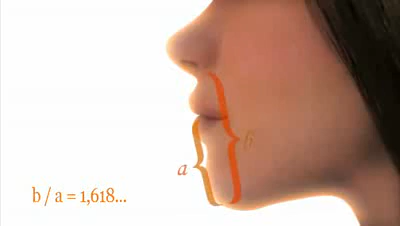 a
b
b / a = 1,618...